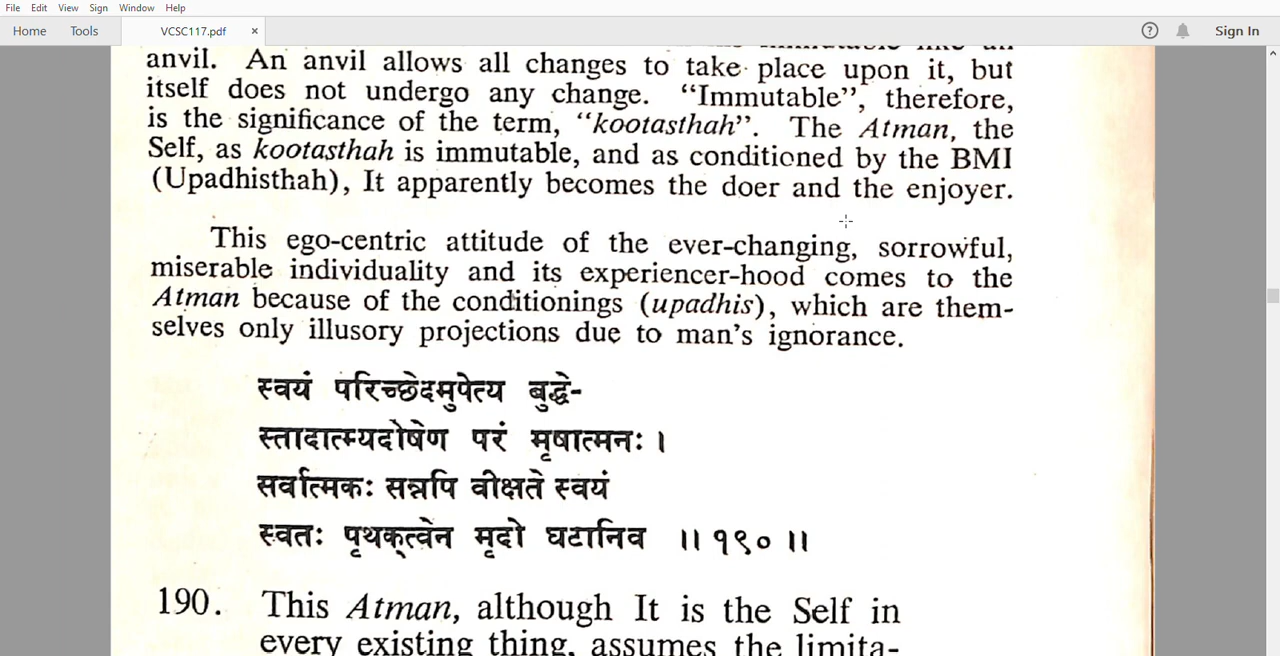 File Edit View Sign Window Help
Home Tools VCSC117.pdf × Sign In
anvil. An anvil allows all changes to take place upon it, but
itself does not undergo any change. “Immutable”, therefore,
is the significance of the term, “kootasthah”. The Atman, the
Self, as kootasthah is immutable, and as conditioned by the BMI
(Upadhisthah), It apparently becomes the doer and the enjoyer.
This ego-centric attitude of the ever-changing, sorrowful,
miserable individuality and its experiencer-hood comes to the
Atman because of the conditionings (upadhis), which are them-
selves only illusory projections due to man’s ignorance.
स्वयं परिच्छेदमुपेत्य बुद्धे-
स्तादात्म्यदोषेण परं मृषात्मनः ।
सर्वात्मकः सन्नपि वीक्षते स्वयं
स्वतः पृथक्त्वेन मृदो घटानिव ॥ १९० ॥
190. This Atman, although It is the Self in
every existing thing, assumes the limita-